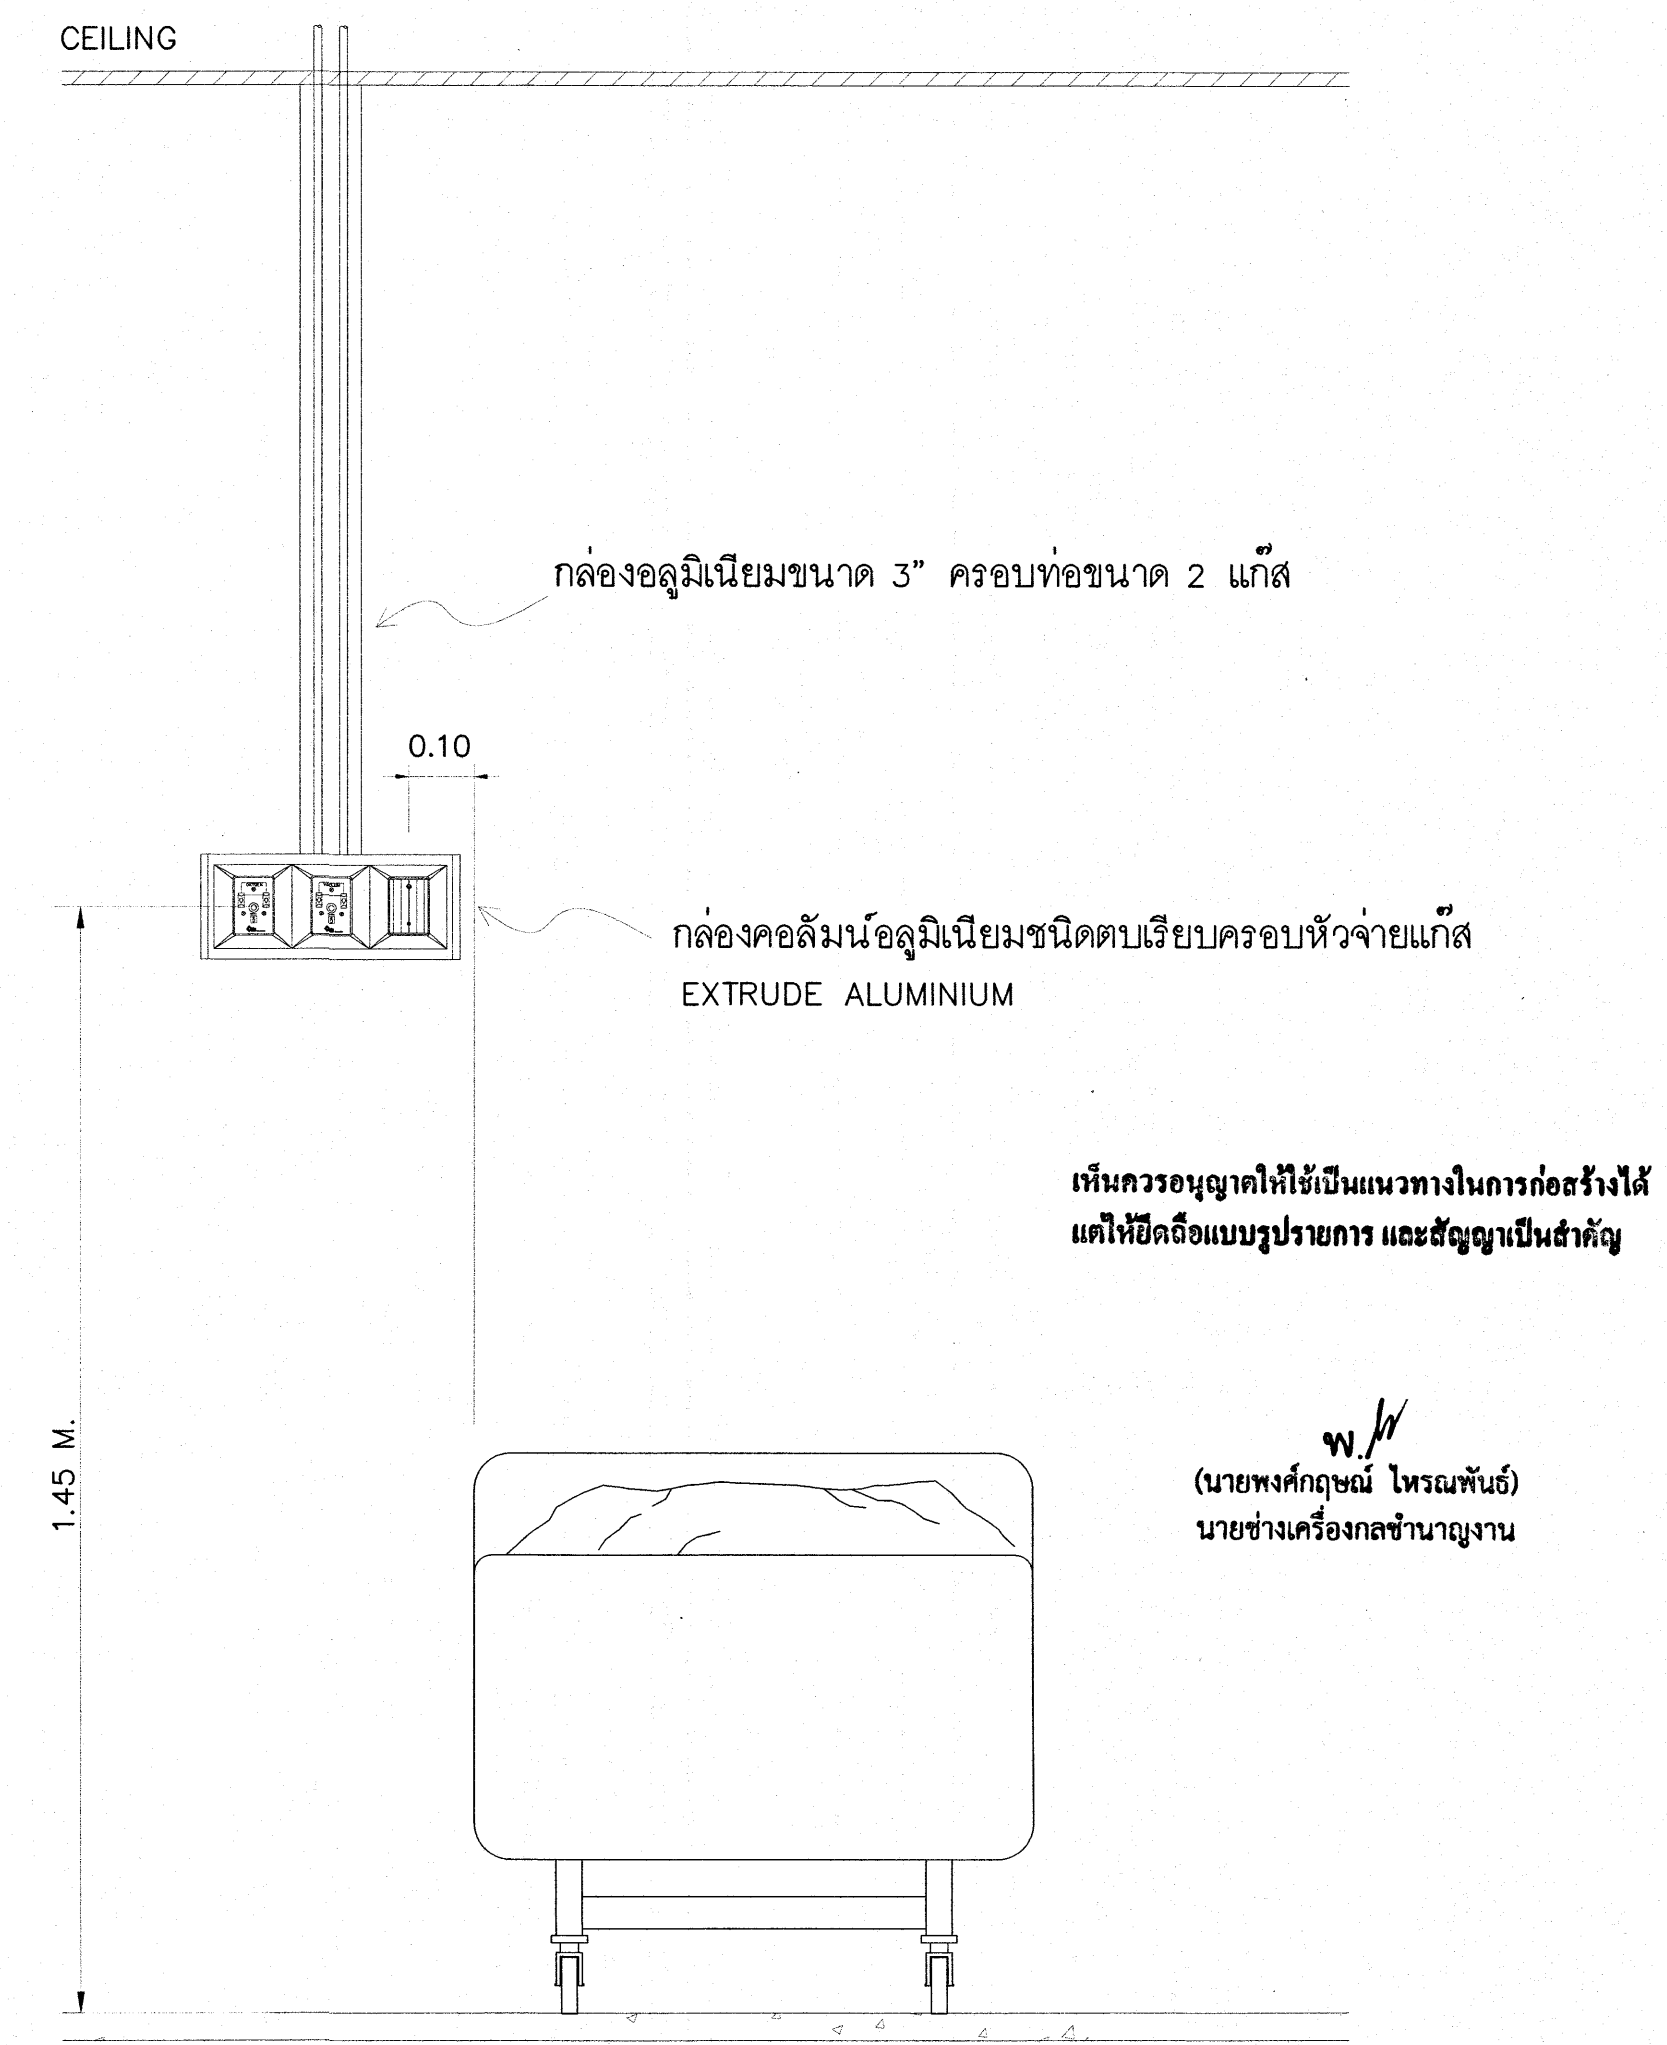 CEILING
กล่องอลูมิเนียมขนาด 3" ครอบท่อขนาด 2 แก๊ส
0.10
OXYGEN
VACUUM
กล่องคอลัมน์อลูมิเนียมชนิดตบเรียบครอบหัวจ่ายแก๊ส
EXTRUDE ALUMINIUM
เห็นควรอนุญาตให้ใช้เป็นแนวทางในการก่อสร้างได้
แต่ให้ยึดถือแบบรูปรายการ และสัญญาเป็นสำคัญ
1.45 M.
(นายพงศ์กฤษณ์ ไหรณพันธ์)
นายช่างเครื่องกลชำนาญงาน